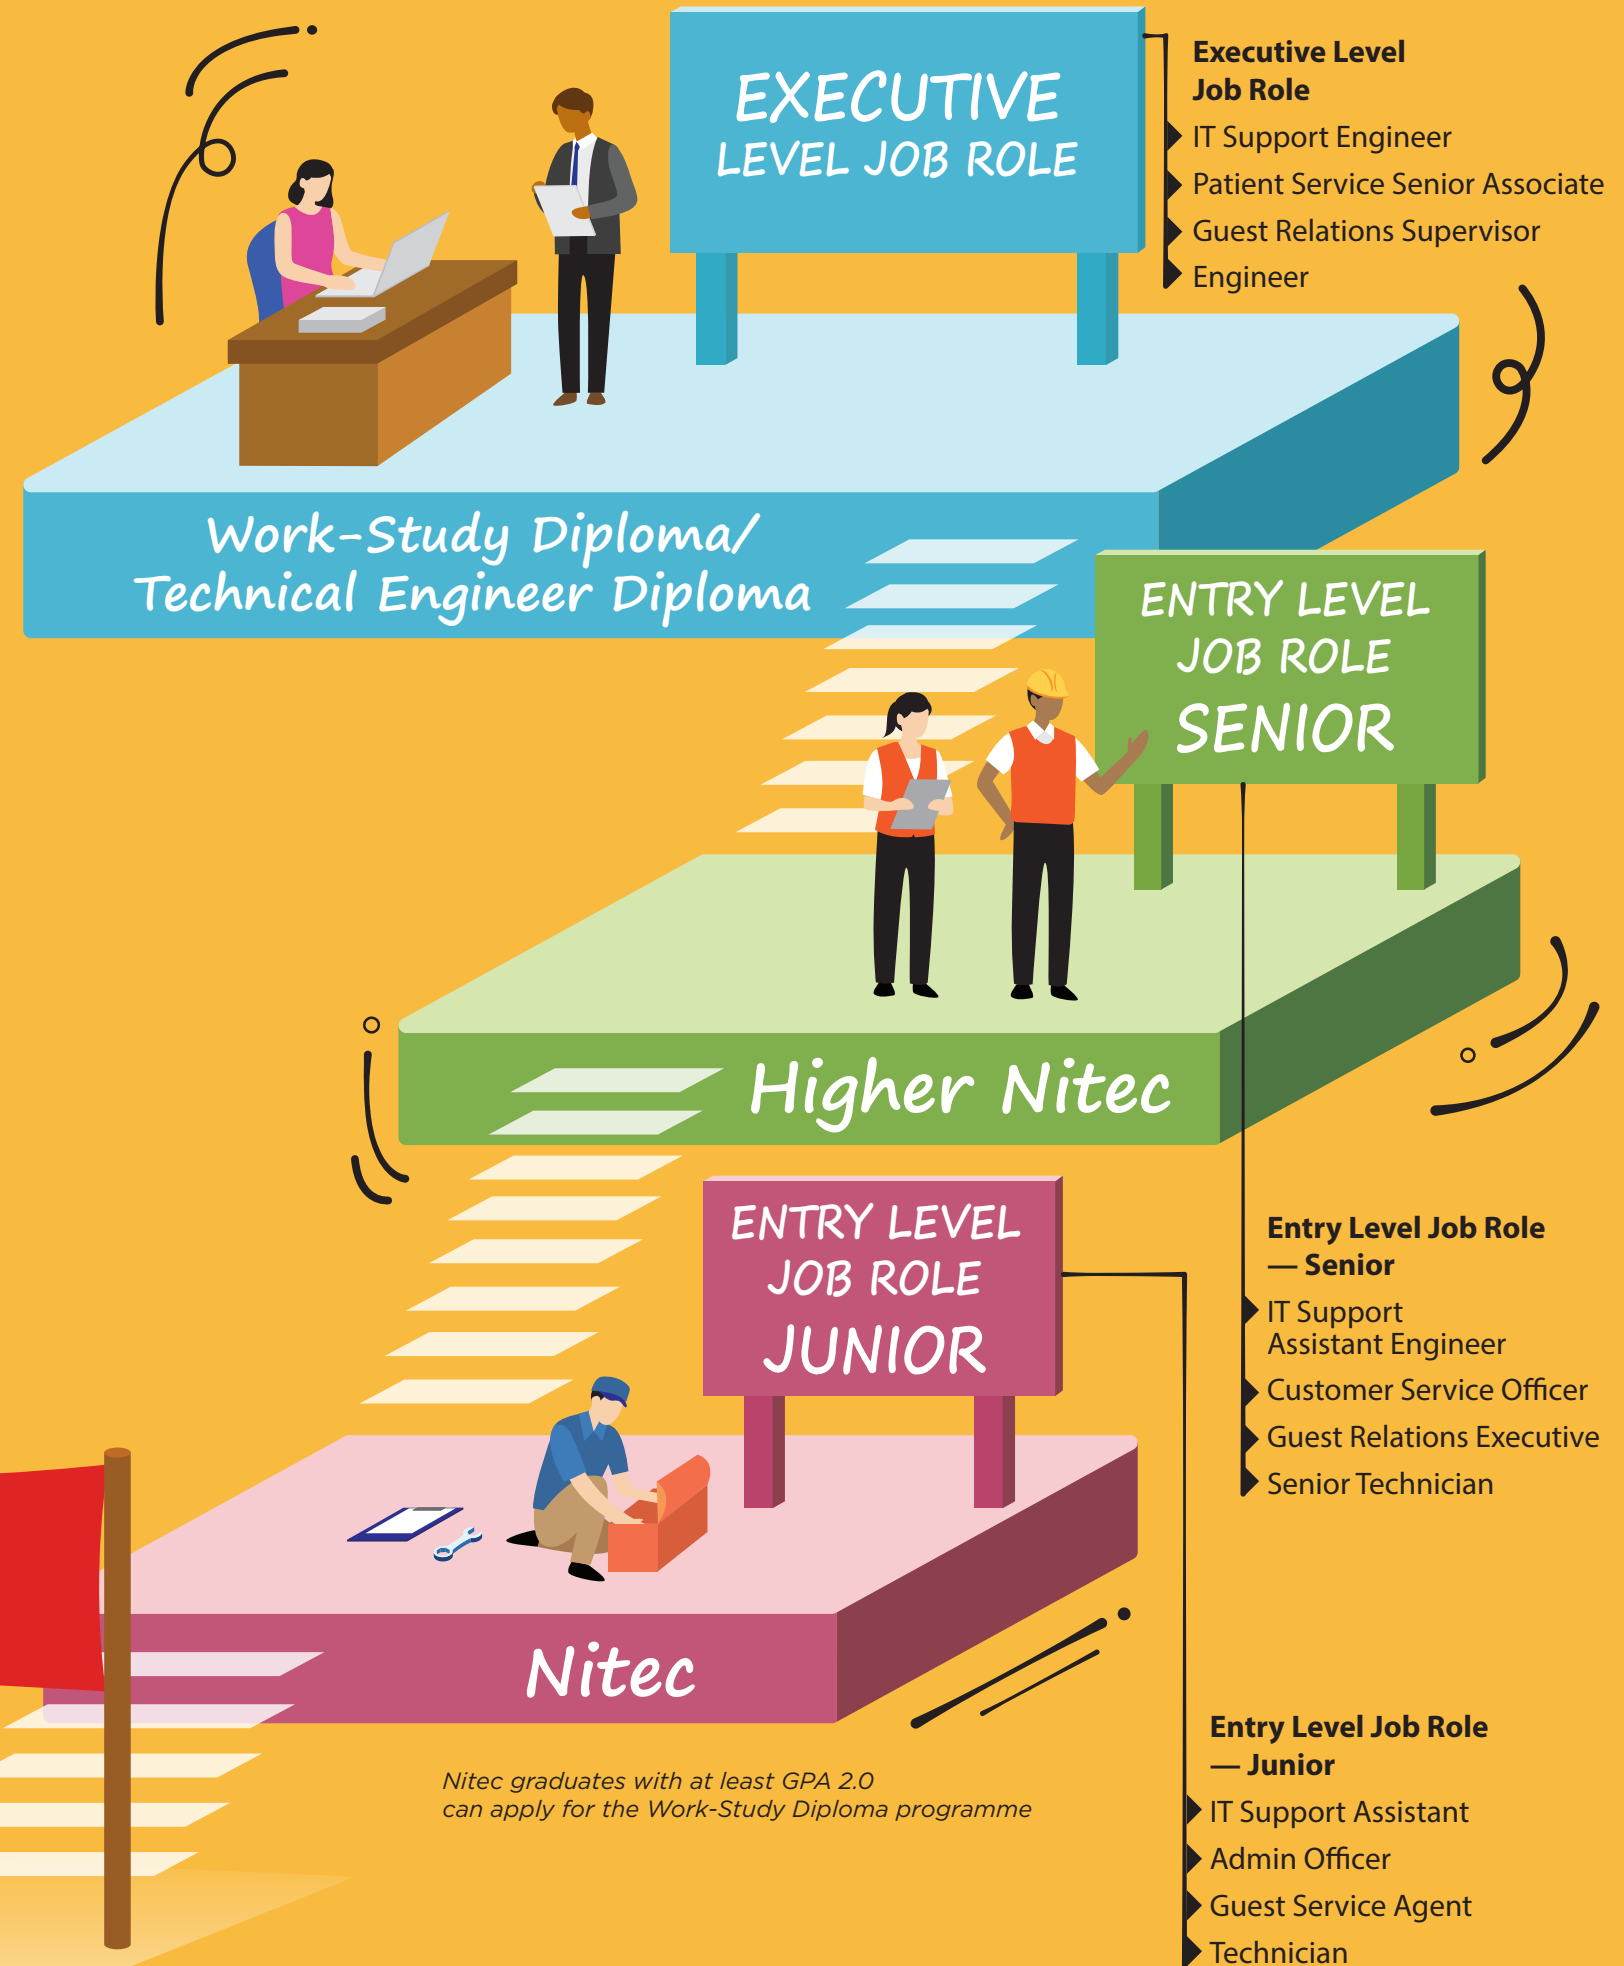 EXECUTIVE
LEVEL JOB ROLE
Executive Level
Job Role
IT Support Engineer
Patient Service Senior Associate
Guest Relations Supervisor
Engineer
Work-Study Diploma/
Technical Engineer Diploma
ENTRY LEVEL
JOB ROLE
SENIOR
Higher Nitec
Entry Level Job Role
— Senior
IT Support
Assistant Engineer
Customer Service Officer
Guest Relations Executive
Senior Technician
ENTRY LEVEL
JOB ROLE
JUNIOR
Nitec
Nitec graduates with at least GPA 2.0
can apply for the Work-Study Diploma programme
Entry Level Job Role
— Junior
IT Support Assistant
Admin Officer
Guest Service Agent
Technician